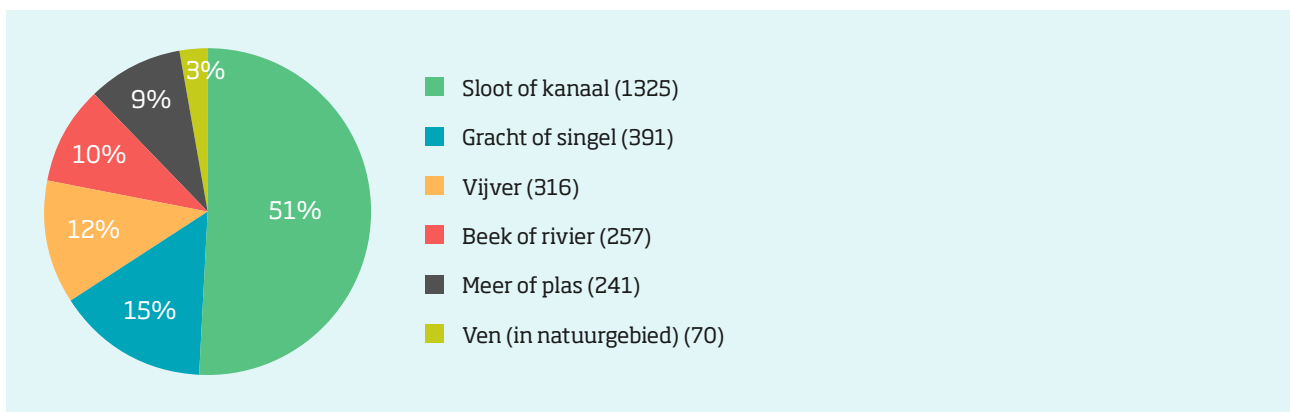 3%
9%
10%
12%
15%
51%
Sloot of kanaal (1325)
Gracht of singel (391)
Vijver (316)
Beek of rivier (257)
Meer of plas (241)
Ven (in natuurgebied) (70)